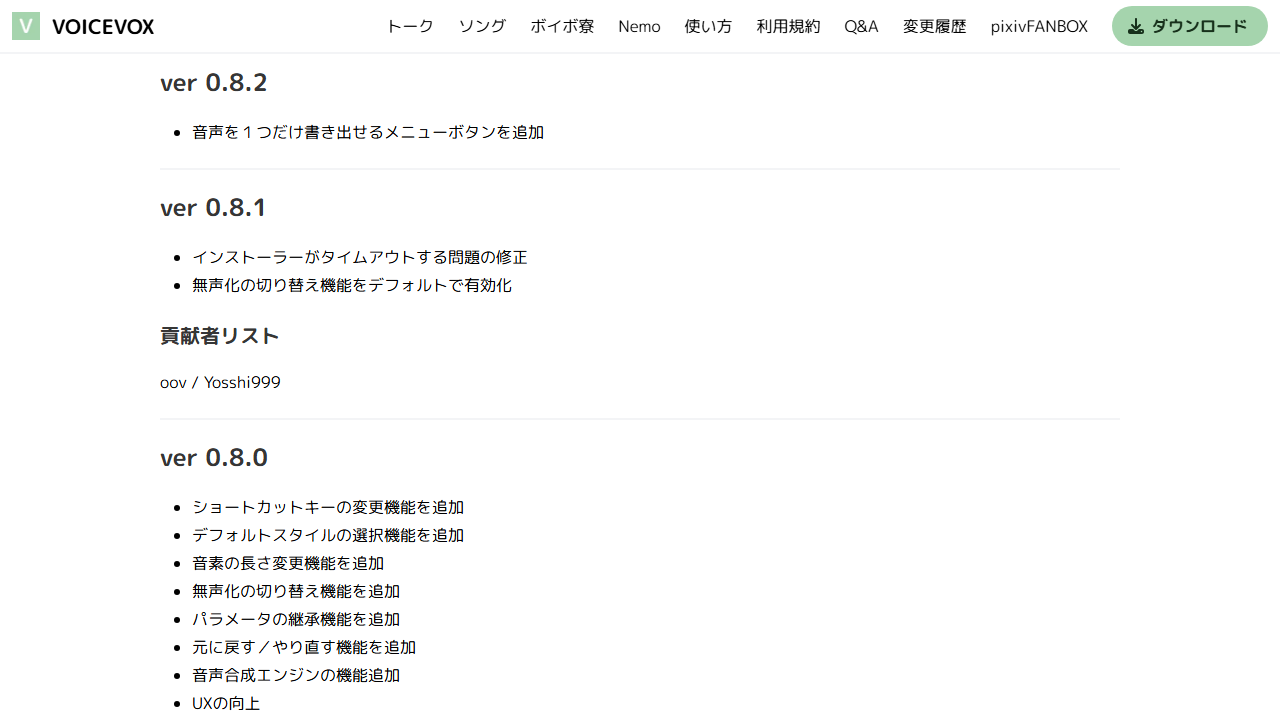 V VOICEVOX トーク ソング ボイボ寮 Nemo 使い方 利用規約 Q&A 変更履歴 pixivFANBOX ダウンロード
ver 0.8.2
音声を１つだけ書き出せるメニューボタンを追加
ver 0.8.1
インストーラーがタイムアウトする問題の修正
無声化の切り替え機能をデフォルトで有効化
貢献者リスト
oov / Yosshi999
ver 0.8.0
ショートカットキーの変更機能を追加
デフォルトスタイルの選択機能を追加
音素の長さ変更機能を追加
無声化の切り替え機能を追加
パラメータの継承機能を追加
元に戻す／やり直す機能を追加
音声合成エンジンの機能追加
UXの向上